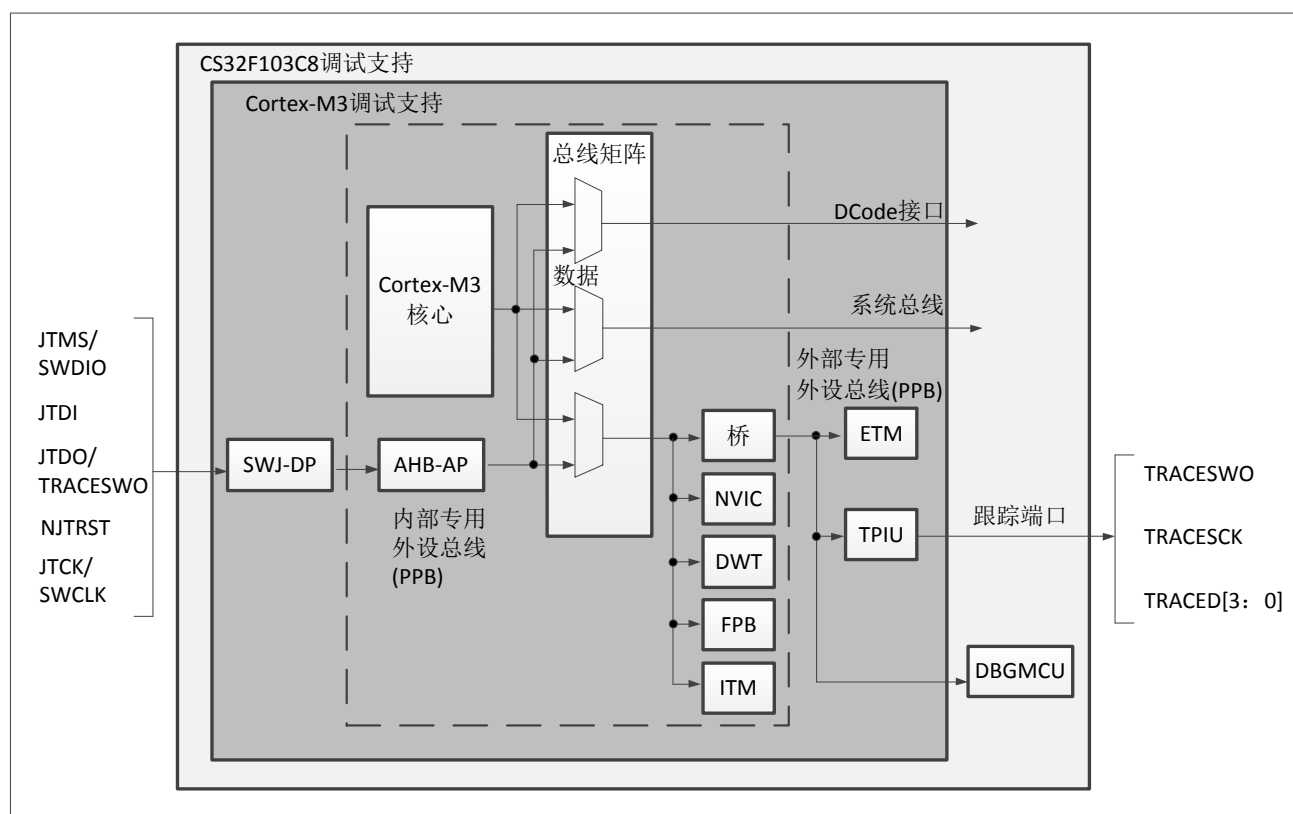 CS32F103C8调试支持
Cortex-M3调试支持
总线矩阵
DCode接口
Cortex-M3
核心
数据
系统总线
JTMS/
SWDIO
JTDI
JTDO/
TRACESWO
NJTRST
JTCK/
SWCLK
SWJ-DP
AHB-AP
内部专用
外设总线
(PPB)
外部专用
外设总线(PPB)
桥
NVIC
DWT
FPB
ITM
ETM
TPIU
跟踪端口
DBGMCU
TRACESWO
TRACESCK
TRACED[3：0]